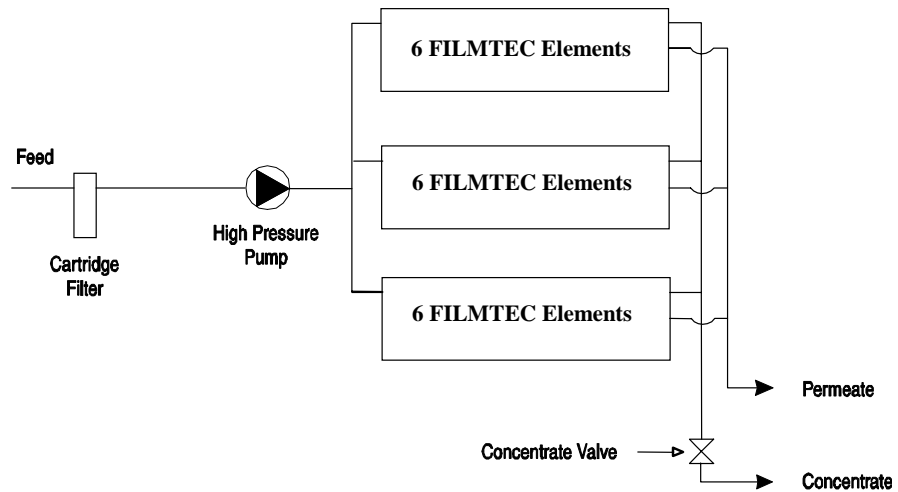 6 FILMTEC Elements
Feed
6 FILMTEC Elements
High Pressure
Pump
Cartridge
Filter
6 FILMTEC Elements
Permeate
Concentrate Valve
Concentrate